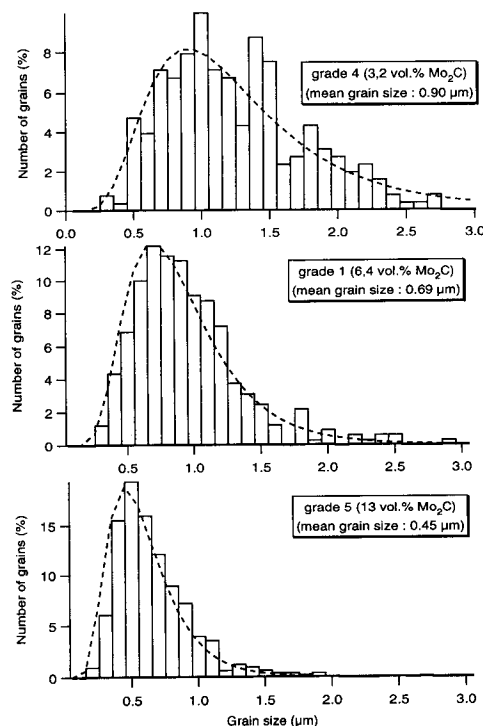 Number of grains (%)
8
6
4
2
0
grade 4 (3,2 vol.% Mo₂C)
(mean grain size : 0.90 µm)
0.0 0.5 1.0 1.5 2.0 2.5 3.0
Number of grains (%)
12
10
8
6
4
2
0
grade 1 (6,4 vol.% Mo₂C)
(mean grain size : 0.69 µm)
0.5 1.0 1.5 2.0 2.5 3.0
Number of grains (%)
15
10
5
0
grade 5 (13 vol.% Mo₂C)
(mean grain size : 0.45 µm)
0.5 1.0 1.5 2.0 2.5 3.0
Grain size (µm)